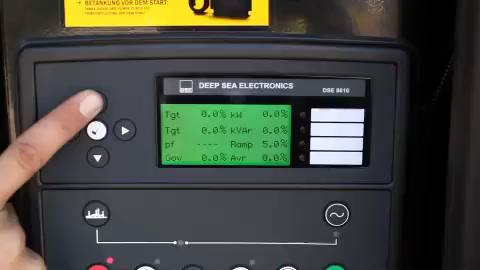 BETANKUNG VOR DEM START:
DSE
DEEP SEA ELECTRONICS
DSE 8610
Tgt 0.0% kW 0.0%
Tgt 0.0% kVAr 0.0%
pf ---- Ramp 5.0%
Gov 0.0% Avr 0.0%